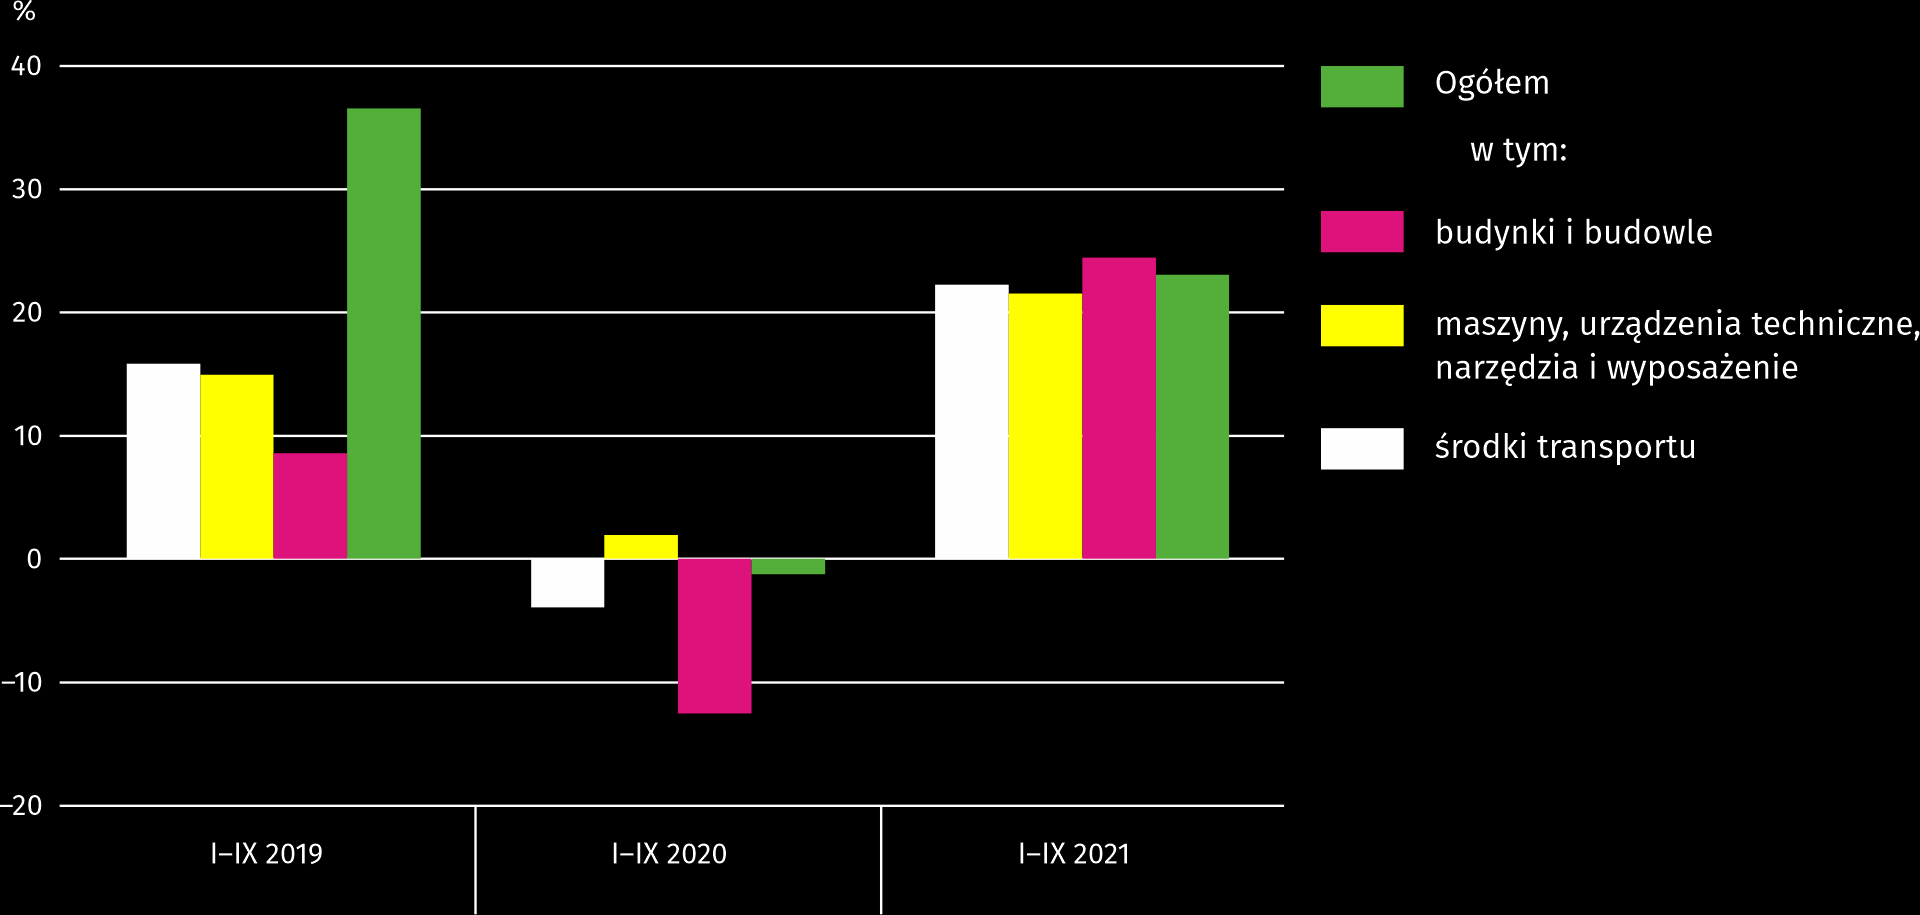 %
40
30
20
10
0
–10
–20
I–IX 2019
I–IX 2020
I–IX 2021
Ogółem
w tym:
budynki i budowle
maszyny, urządzenia techniczne,
narzędzia i wyposażenie
środki transportu